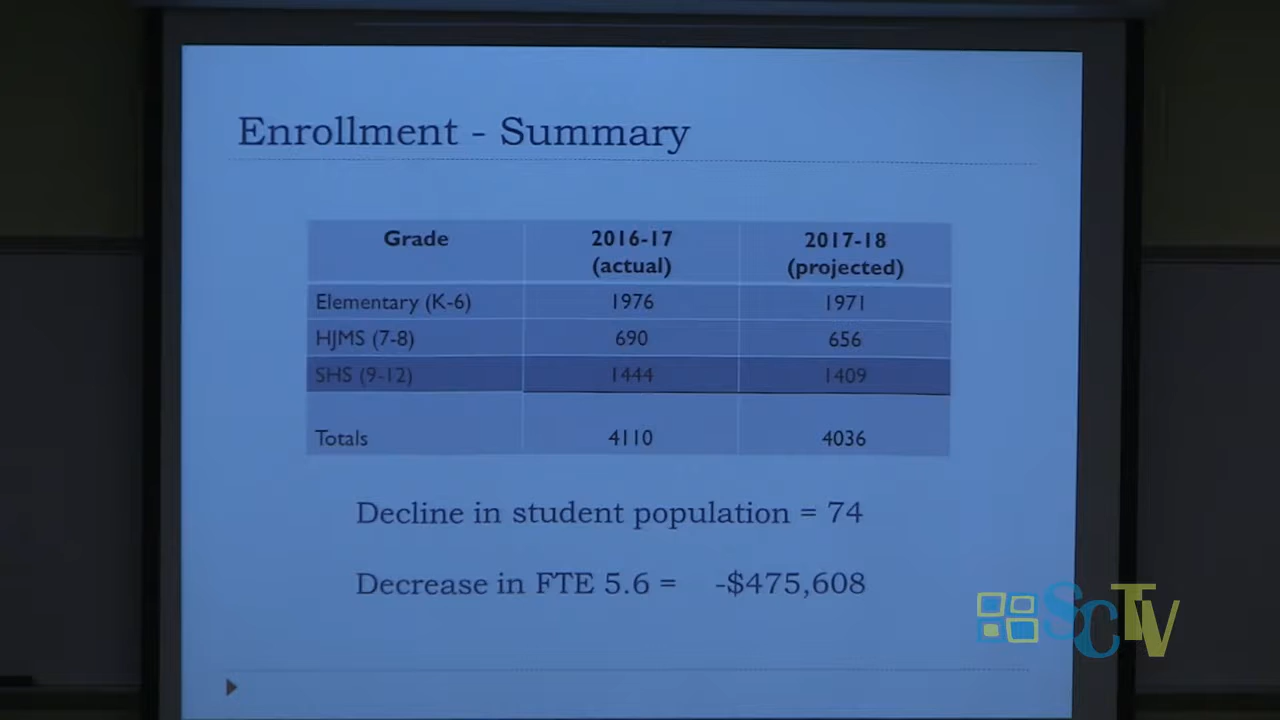 Enrollment - Summary
Grade 2016-17 (actual) 2017-18 (projected)
Elementary (K-6) 1976 1971
HJMS (7-8) 690 656
SHS (9-12) 1444 1409
Totals 4110 4036
Decline in student population = 74
Decrease in FTE 5.6 = -$475,608
SCTV